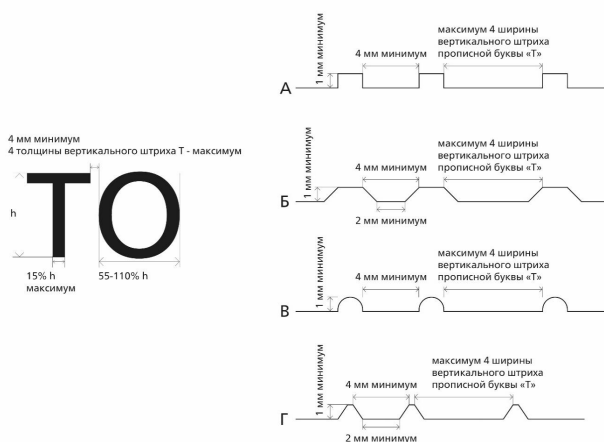 4 мм минимум
4 толщины вертикального штриха Т - максимум
h
ТО
15% h
максимум
55-110% h
А
1 мм минимум
4 мм минимум
максимум 4 ширины
вертикального штриха
прописной буквы «Т»
Б
1 мм минимум
4 мм минимум
2 мм минимум
максимум 4 ширины
вертикального штриха
прописной буквы «Т»
В
1 мм минимум
4 мм минимум
максимум 4 ширины
вертикального штриха
прописной буквы «Т»
Г
1 мм минимум
4 мм минимум
2 мм минимум
максимум 4 ширины
вертикального штриха
прописной буквы «Т»